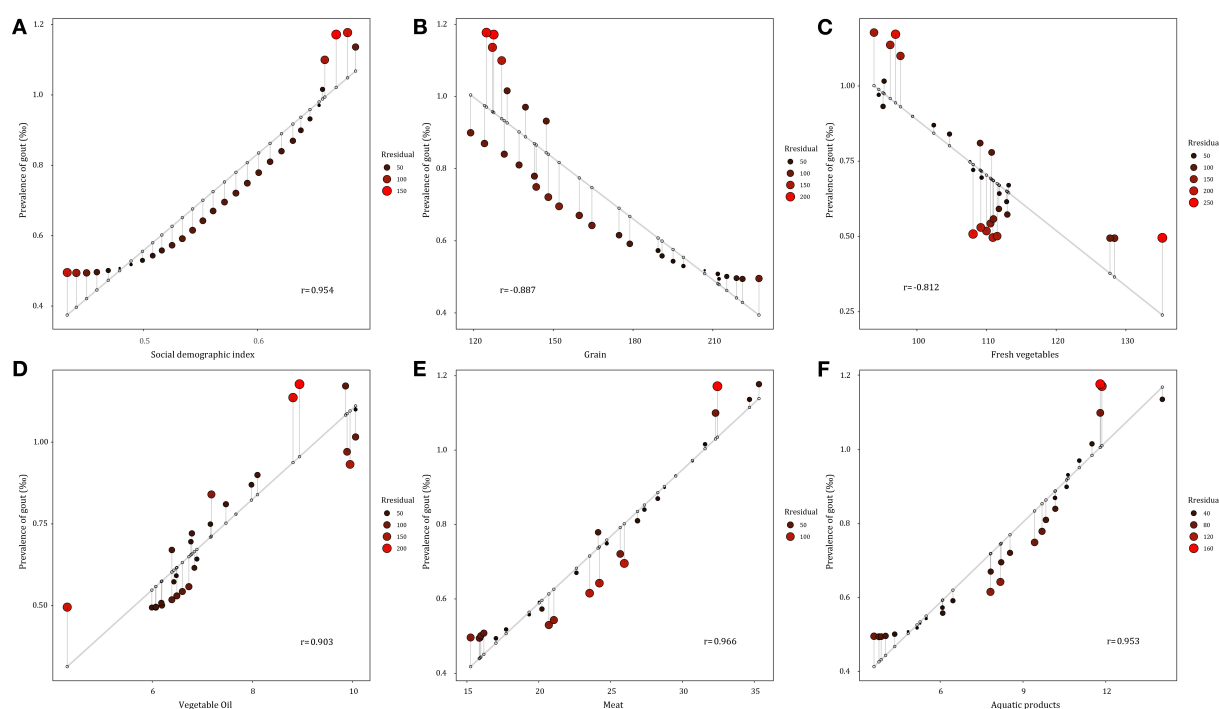 A
Prevalence of gout (‰)
1.2
1.0
0.8
0.6
0.4
0.5
0.6
Social demographic index
r=0.954
Rresidual
50
100
150
B
Prevalence of gout (‰)
1.2
1.0
0.8
0.6
0.4
120
150
180
210
Grain
r=-0.887
Rresidual
50
100
150
200
C
Prevalence of gout (‰)
1.00
0.75
0.50
0.25
100
110
120
130
Fresh vegetables
r=-0.812
Rresidua
50
100
150
200
250
D
Prevalence of gout (‰)
1.00
0.75
0.50
6
8
10
Vegetable Oil
r=0.903
Rresidual
50
100
150
200
E
Prevalence of gout (‰)
1.2
1.0
0.8
0.6
0.4
15
20
25
30
35
Meat
r=0.966
Rresidual
50
100
F
Prevalence of gout (‰)
1.2
1.0
0.8
0.6
0.4
6
9
12
Aquatic products
r=0.953
Rresidua
40
80
120
160